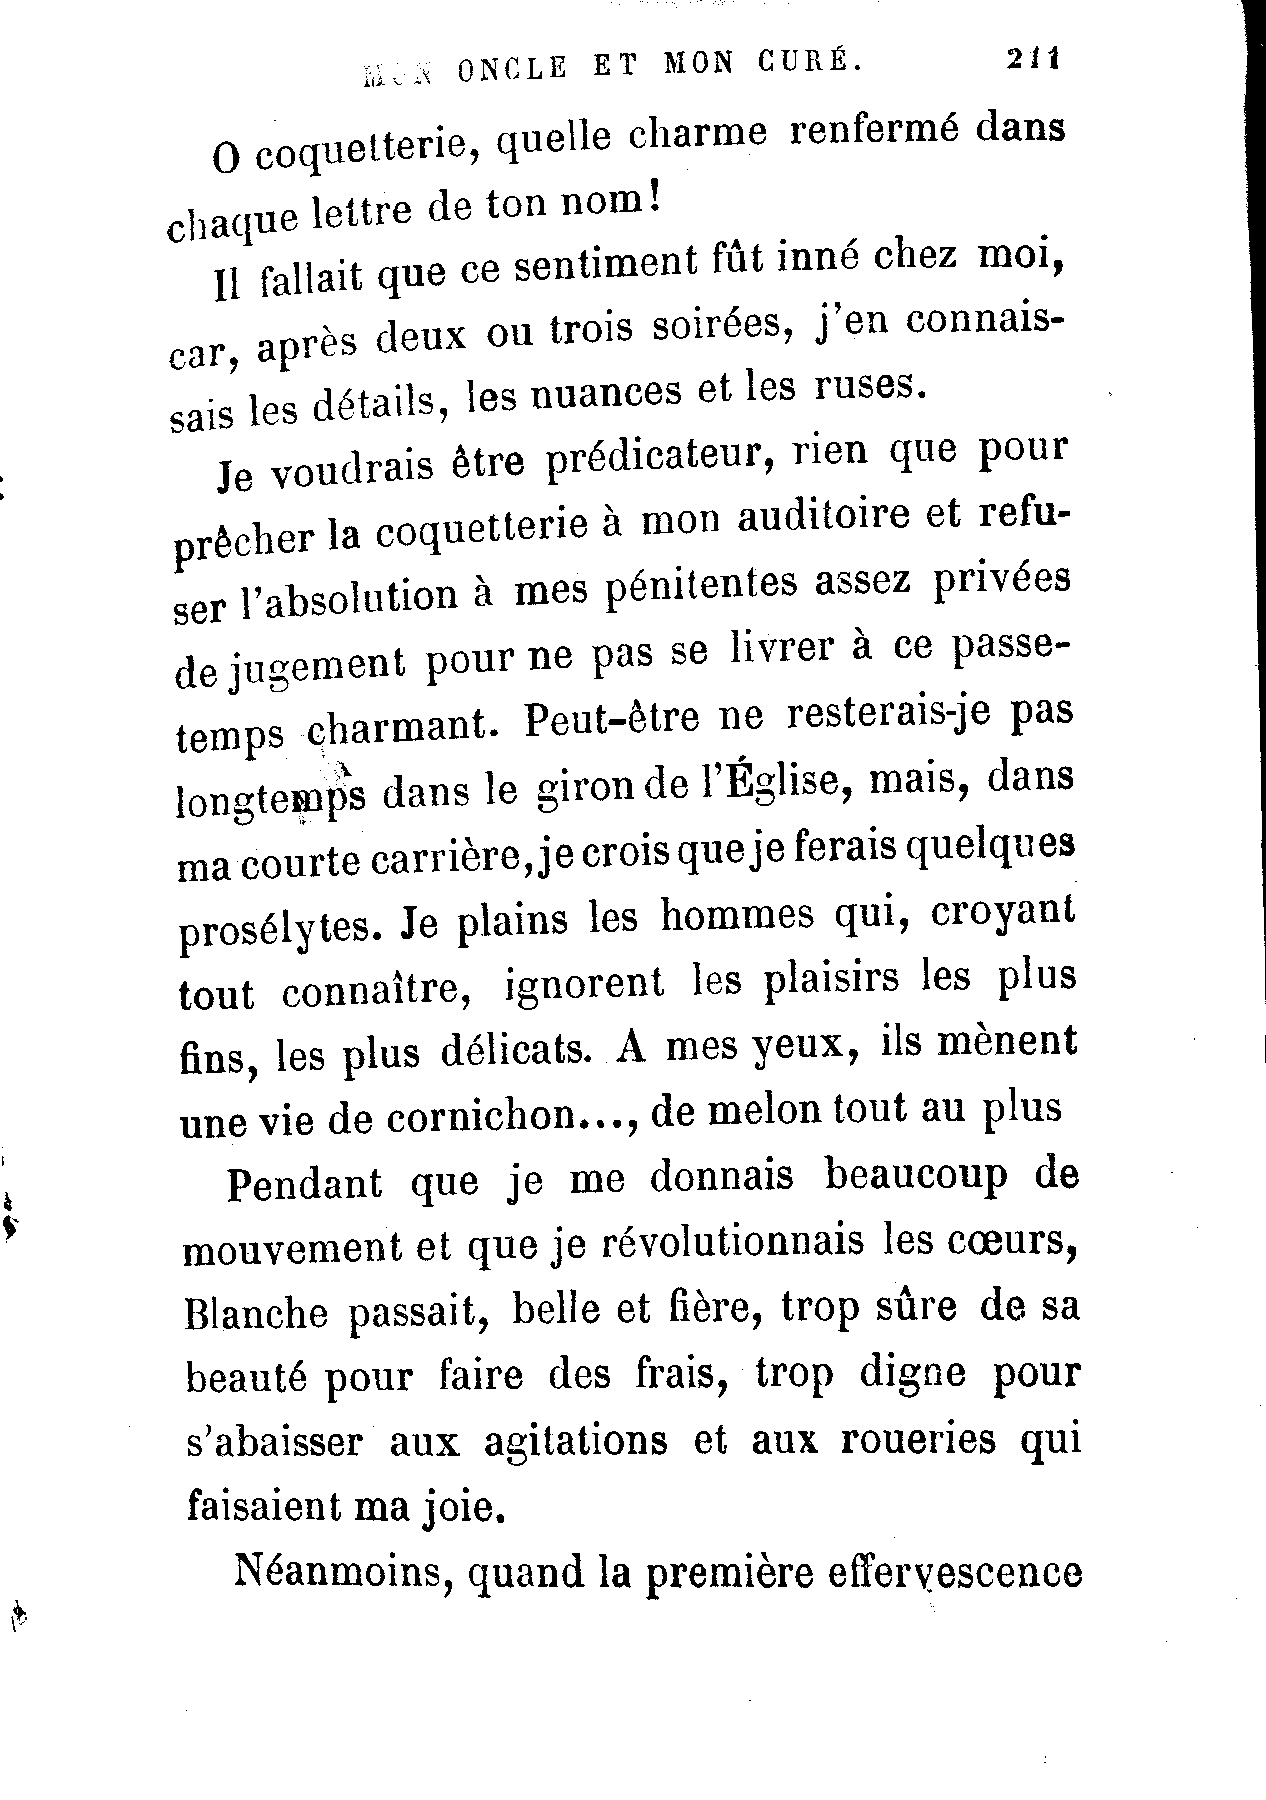 MON ONCLE ET MON CURÉ. 211
O coquetterie, quelle charme renfermé dans
chaque lettre de ton nom!
Il fallait que ce sentiment fût inné chez moi,
car, après deux ou trois soirées, j'en connais-
sais les détails, les nuances et les ruses.
Je voudrais être prédicateur, rien que pour
prêcher la coquetterie à mon auditoire et refu-
ser l'absolution à mes pénitentes assez privées
de jugement pour ne pas se livrer à ce passe-
temps charmant. Peut-être ne resterais-je pas
longtemps dans le giron de l'Église, mais, dans
ma courte carrière, je crois que je ferais quelques
prosélytes. Je plains les hommes qui, croyant
tout connaître, ignorent les plaisirs les plus
fins, les plus délicats. A mes yeux, ils mènent
une vie de cornichon..., de melon tout au plus
Pendant que je me donnais beaucoup de
mouvement et que je révolutionnais les cœurs,
Blanche passait, belle et fière, trop sûre de sa
beauté pour faire des frais, trop digne pour
s'abaisser aux agitations et aux roueries qui
faisaient ma joie.
Néanmoins, quand la première effervescence